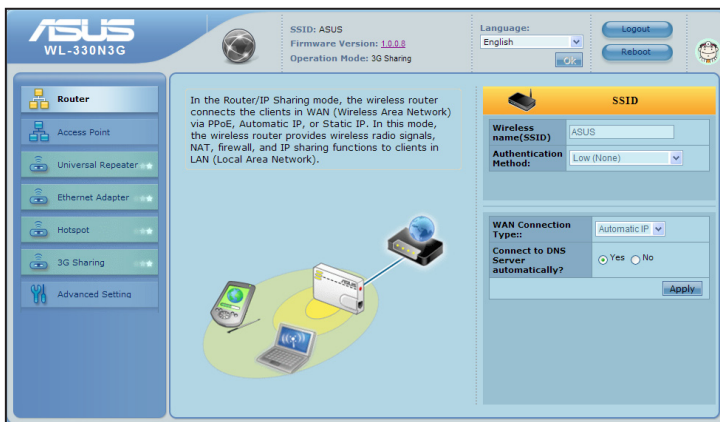 ASUS
WL-330N3G
SSID: ASUS
Firmware Version: 1.0.0.8
Operation Mode: 3G Sharing
Language:
English
OK
Logout
Reboot
Router
Access Point
Universal Repeater
Ethernet Adapter
Hotspot
3G Sharing
Advanced Setting
In the Router/IP Sharing mode, the wireless router
connects the clients in WAN (Wireless Area Network)
via PPoE, Automatic IP, or Static IP. In this mode,
the wireless router provides wireless radio signals,
NAT, firewall, and IP sharing functions to clients in
LAN (Local Area Network).
SSID
Wireless
name(SSID)
ASUS
Authentication
Method:
Low (None)
WAN Connection
Type::
Automatic IP
Connect to DNS
Server
automatically?
Yes No
Apply